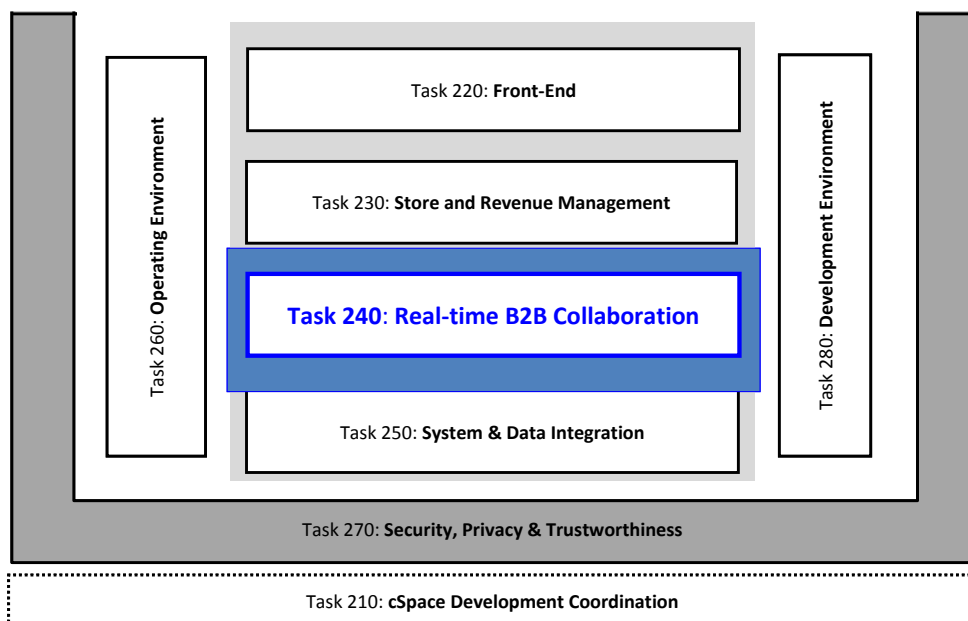 Task 220: Front-End
Task 230: Store and Revenue Management
Task 240: Real-time B2B Collaboration
Task 250: System & Data Integration
Task 260: Operating Environment
Task 280: Development Environment
Task 270: Security, Privacy & Trustworthiness
Task 210: cSpace Development Coordination